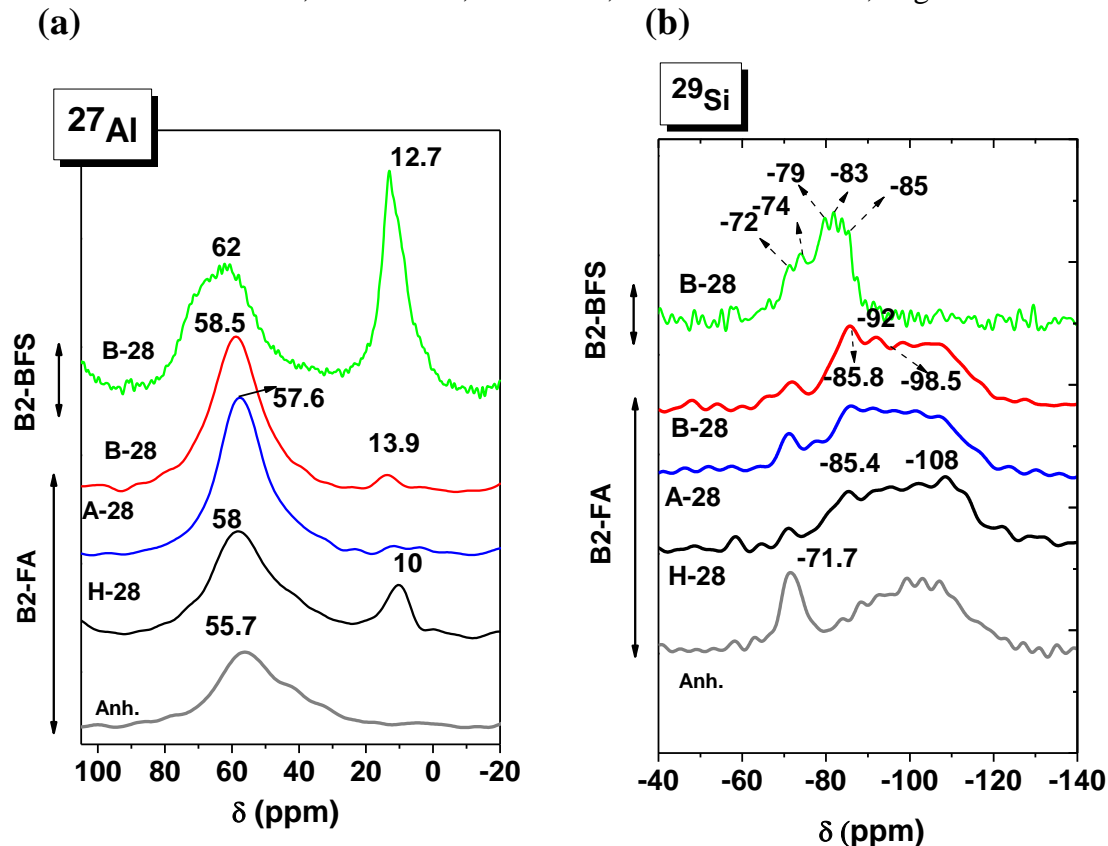 (a)
(b)
27Al
12.7
62
58.5
57.6
B-28
13.9
B-28
A-28
58
10
H-28
55.7
Anh.
B2-BFS
B2-FA
100 80 60 40 20 0 -20
δ (ppm)
29Si
-79
-83
-85
-74
-72
B-28
-92
-85.8
-98.5
B-28
-85.4
-108
A-28
-71.7
H-28
Anh.
B2-BFS
B2-FA
-40 -60 -80 -100 -120 -140
δ (ppm)